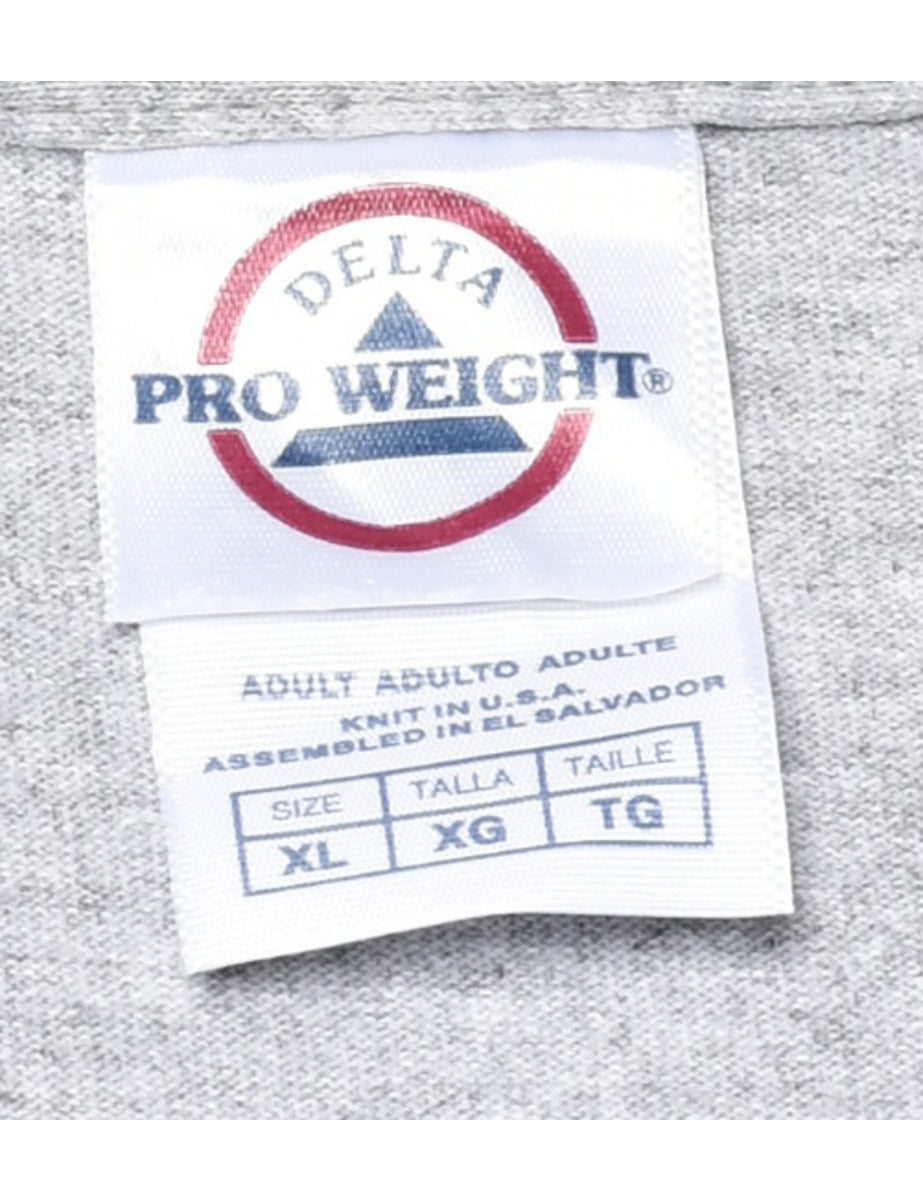 DELTA
PRO WEIGHT®
ADULT ADULTO ADULTE
KNIT IN U.S.A.
ASSEMBLED IN EL SALVADOR
SIZE TALLA TAILLE
XL XG TG